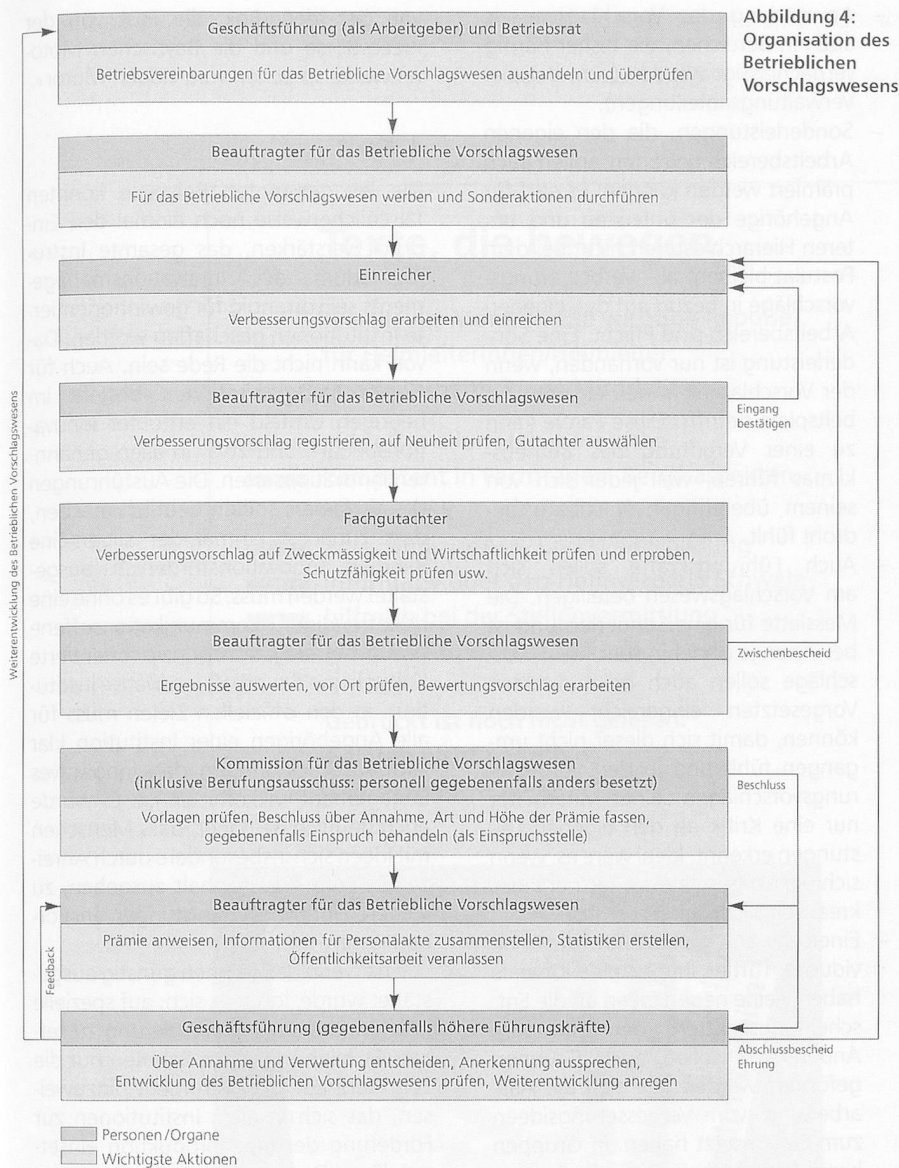 Abbildung 4:
Organisation des
Betrieblichen
Vorschlagswesens
Geschäftsführung (als Arbeitgeber) und Betriebsrat
Betriebsvereinbarungen für das Betriebliche Vorschlagswesen aushandeln und überprüfen
Beauftragter für das Betriebliche Vorschlagswesen
Für das Betriebliche Vorschlagswesen werben und Sonderaktionen durchführen
Einreicher
Verbesserungsvorschlag erarbeiten und einreichen
Beauftragter für das Betriebliche Vorschlagswesen
Verbesserungsvorschlag registrieren, auf Neuheit prüfen, Gutachter auswählen
Eingang
bestätigen
Fachgutachter
Verbesserungsvorschlag auf Zweckmässigkeit und Wirtschaftlichkeit prüfen und erproben,
Schutzfähigkeit prüfen usw.
Beauftragter für das Betriebliche Vorschlagswesen
Ergebnisse auswerten, vor Ort prüfen, Bewertungsvorschlag erarbeiten
Zwischenbescheid
Kommission für das Betriebliche Vorschlagswesen
(inklusive Berufungsausschuss: personell gegebenenfalls anders besetzt)
Vorlagen prüfen, Beschluss über Annahme, Art und Höhe der Prämie fassen,
gegebenenfalls Einspruch behandeln (als Einspruchsstelle)
Beschluss
Beauftragter für das Betriebliche Vorschlagswesen
Prämie anweisen, Informationen für Personalakte zusammenstellen, Statistiken erstellen,
Öffentlichkeitsarbeit veranlassen
Feedback
Geschäftsführung (gegebenenfalls höhere Führungskräfte)
Über Annahme und Verwertung entscheiden, Anerkennung aussprechen,
Entwicklung des Betrieblichen Vorschlagswesens prüfen, Weiterentwicklung anregen
Abschlussbescheid
Ehrung
Weiterentwicklung des Betrieblichen Vorschlagswesens
Personen/Organe
Wichtigste Aktionen